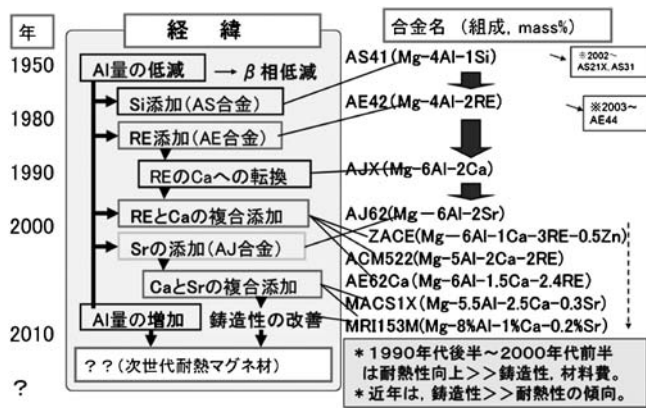 年
経 緯
合金名 (組成, mass%)
1950
1980
1990
2000
2010
?
Al量の低減 → β相低減
Si添加(AS合金)
RE添加(AE合金)
REのCaへの転換
REとCaの複合添加
Srの添加(AJ合金)
CaとSrの複合添加
Al量の増加 鋳造性の改善
??(次世代耐熱マグネ材)
AS41(Mg-4Al-1Si)
※2002~
AS21X, AS31
AE42(Mg-4Al-2RE)
※2003~
AE44
AJX(Mg-6Al-2Ca)
AJ62(Mg-6Al-2Sr)
ZACE(Mg-6Al-1Ca-3RE-0.5Zn)
ACM522(Mg-5Al-2Ca-2RE)
AE62Ca(Mg-6Al-1.5Ca-2.4RE)
MACS1X(Mg-5.5Al-2.5Ca-0.3Sr)
MRI153M(Mg-8%Al-1%Ca-0.2%Sr)
*1990年代後半~2000年代前半
は耐熱性向上>>鋳造性, 材料費。
*近年は, 鋳造性>>耐熱性の傾向。